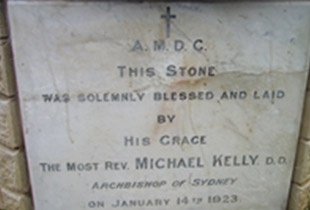 A.M.D.G.
THIS STONE
WAS SOLEMNLY BLESSED AND LAID
BY
HIS GRACE
THE MOST REV. MICHAEL KELLY. D.D.
ARCHBISHOP OF SYDNEY
ON JANUARY 14TH 1923